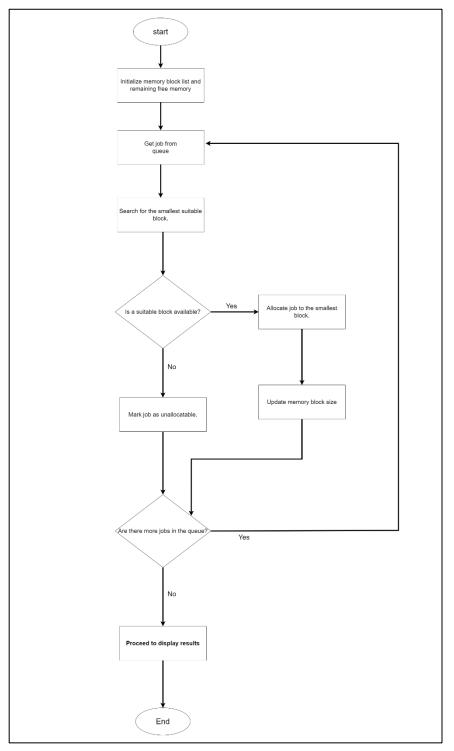 start
Initialize memory block list and
remaining free memory
Get job from
queue
Search for the smallest suitable
block.
Is a suitable block available?
Yes
Allocate job to the smallest
block.
No
Update memory block size
Mark job as unallocatable.
Are there more jobs in the queue?
Yes
No
Proceed to display results
End